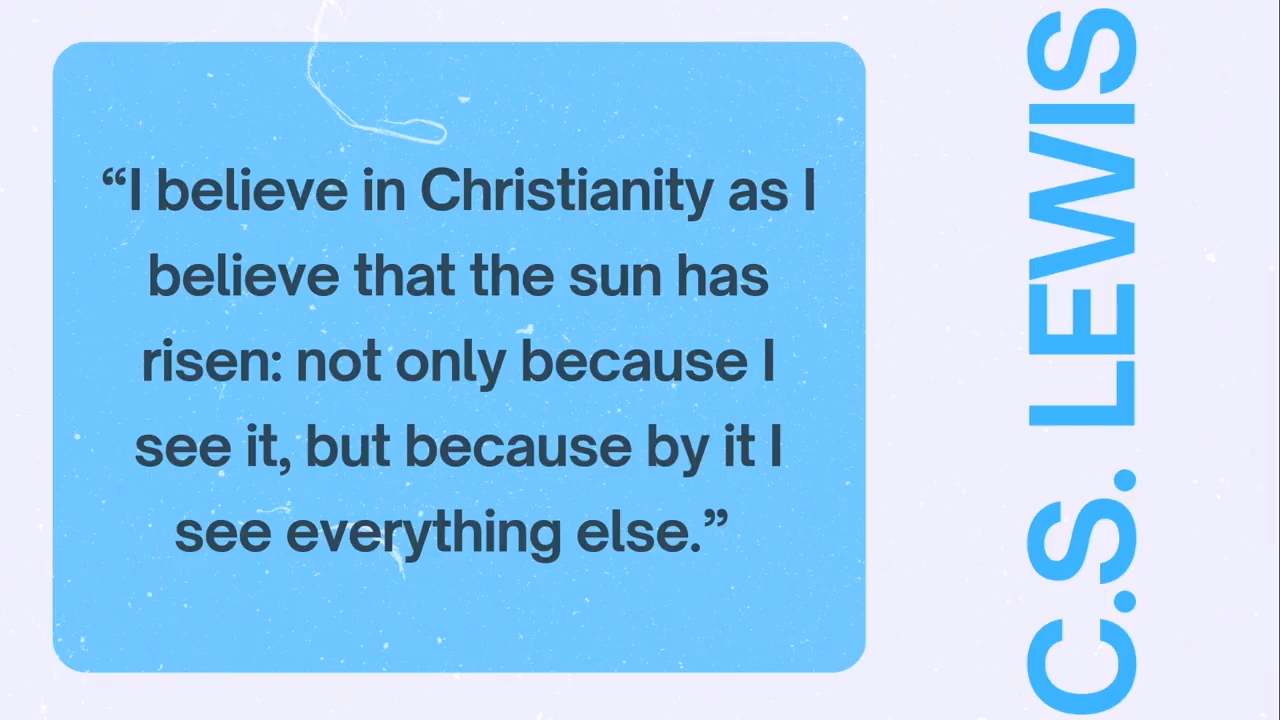 “I believe in Christianity as I
believe that the sun has
risen: not only because I
see it, but because by it I
see everything else.”
C.S. LEWIS